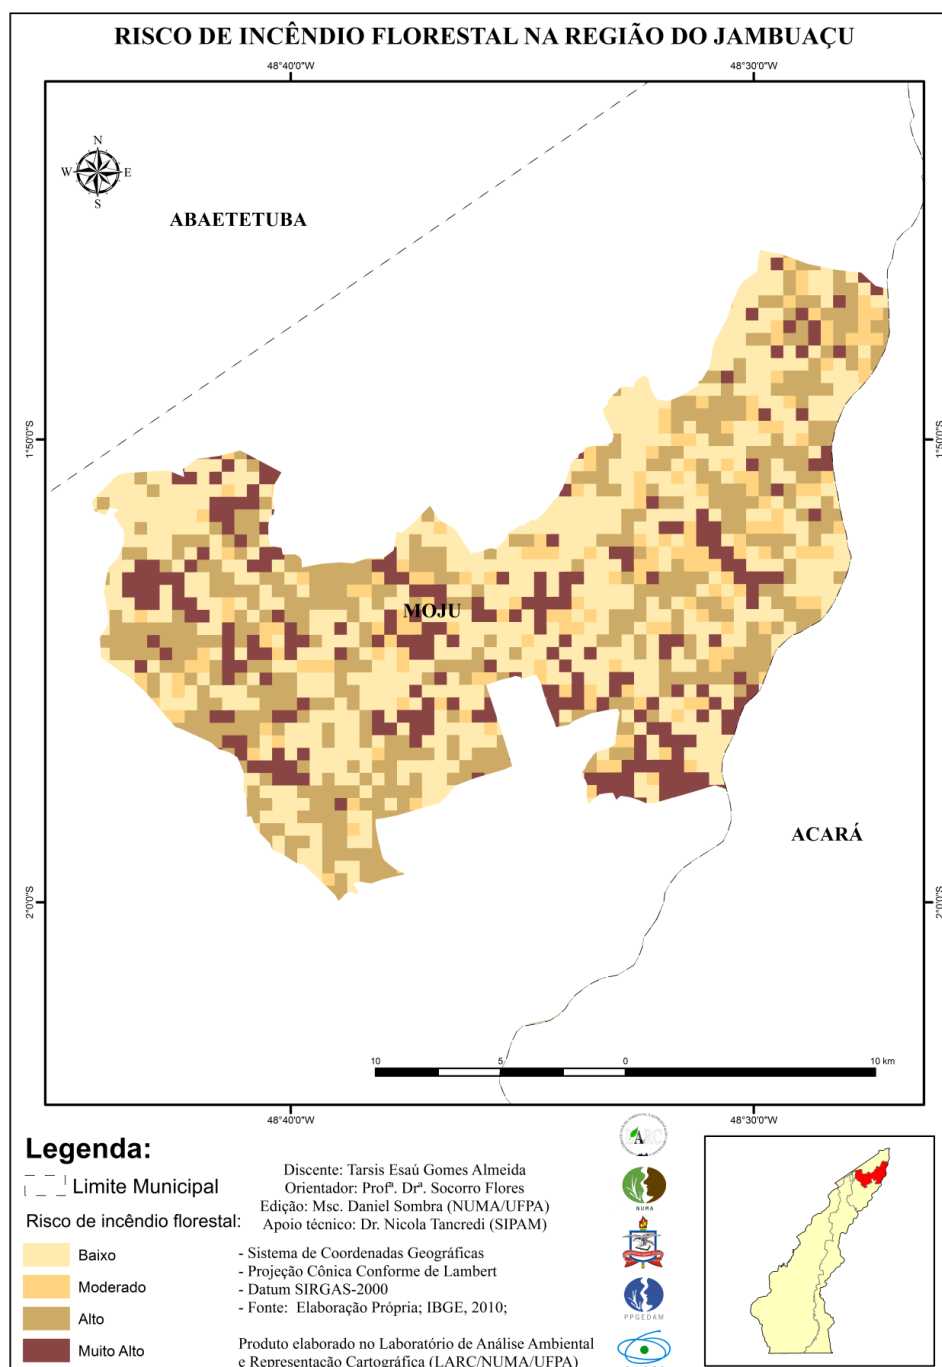 RISCO DE INCÊNDIO FLORESTAL NA REGIÃO DO JAMBUAÇU
48°40'0"W
48°30'0"W
N
W
E
S
ABAETETUBA
1°50'0"S
1°50'0"S
MOJU
ACARÁ
2°0'0"S
2°0'0"S
10
5
0
10 km
48°40'0"W
48°30'0"W
Legenda:
Limite Municipal
Risco de incêndio florestal:
Baixo
Moderado
Alto
Muito Alto
Discente: Tarsis Esaú Gomes Almeida
Orientador: Profª. Drª. Socorro Flores
Edição: Msc. Daniel Sombra (NUMA/UFPA)
Apoio técnico: Dr. Nicola Tancredi (SIPAM)
- Sistema de Coordenadas Geográficas
- Projeção Cônica Conforme de Lambert
- Datum SIRGAS-2000
- Fonte: Elaboração Própria; IBGE, 2010;
Produto elaborado no Laboratório de Análise Ambiental
e Representação Cartográfica (LARC/NUMA/UFPA)
LARC
NUMA
PPGEDAM